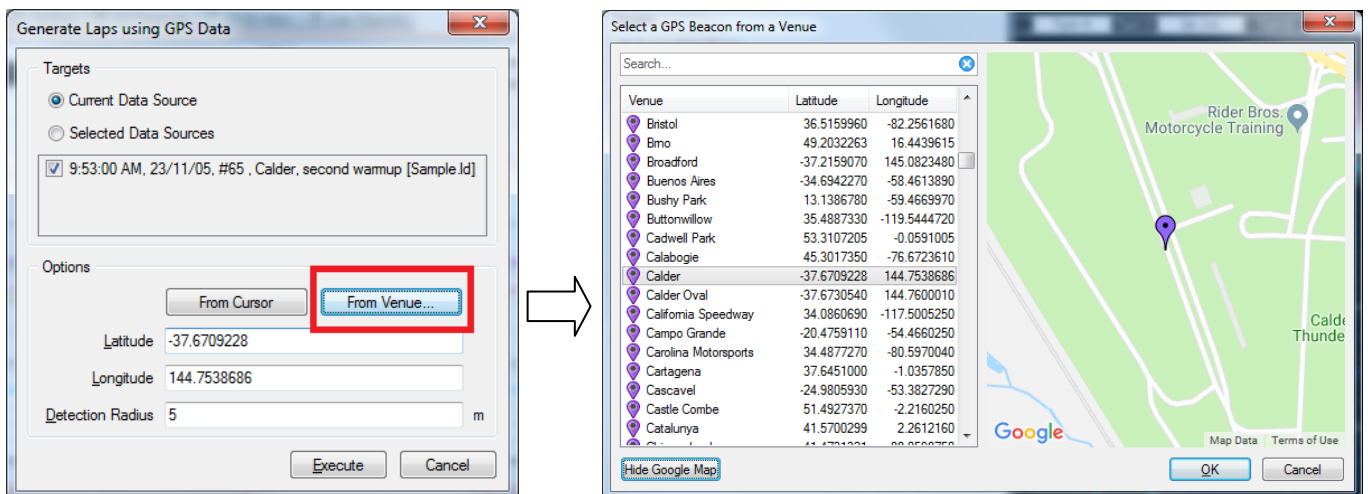 Generate Laps using GPS Data
Targets
Current Data Source
Selected Data Sources
9:53:00 AM, 23/11/05, #65 , Calder, second warmup [Sample.ld]
Options
From Cursor From Venue...
Latitude -37.6709228
Longitude 144.7538686
Detection Radius 5 m
Execute Cancel
Select a GPS Beacon from a Venue
Search...
Venue Latitude Longitude
Bristol 36.5159960 -82.2561680
Brno 49.2032263 16.4439615
Broadford -37.2159070 145.0823480
Buenos Aires -34.6942270 -58.4613890
Bushy Park 13.1386780 -59.4669970
Buttonwillow 35.4887330 -119.5444720
Cadwell Park 53.3107205 -0.0591005
Calabogie 45.3017350 -76.6723610
Calder -37.6709228 144.7538686
Calder Oval -37.6730540 144.7600010
California Speedway 34.0860690 -117.5005250
Campo Grande -20.4759110 -54.4660250
Carolina Motorsports 34.4877270 -80.5970040
Cartagena 37.6451000 -1.0357850
Cascavel -24.9805930 -53.3827290
Castle Combe 51.4927370 -2.2160250
Catalunya 41.5700299 2.2612160
Rider Bros.
Motorcycle Training
Calde
Thunde
Google
Map Data Terms of Use
Hide Google Map OK Cancel